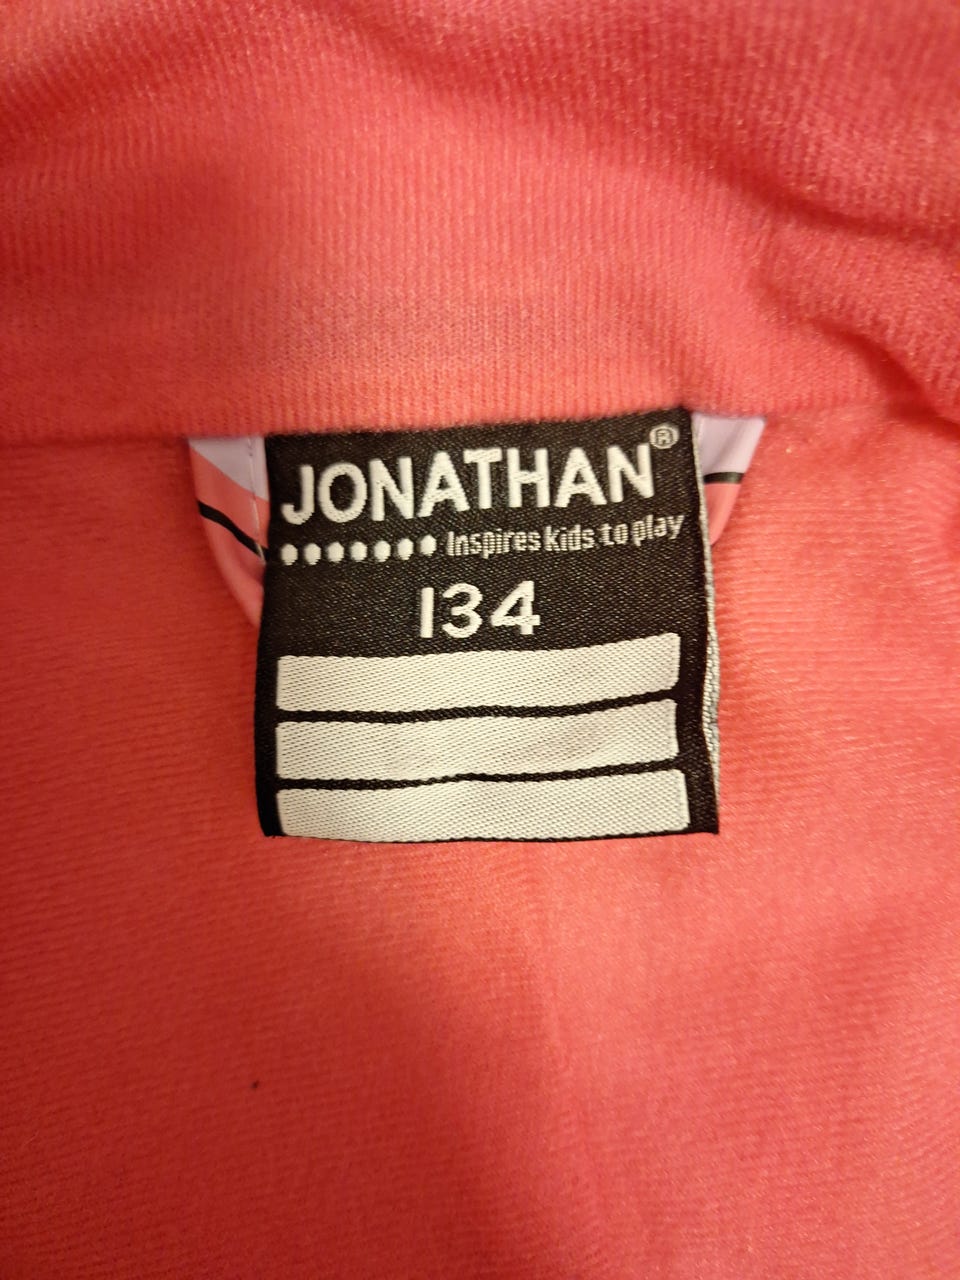 JONATHAN®
Inspires kids to play
134